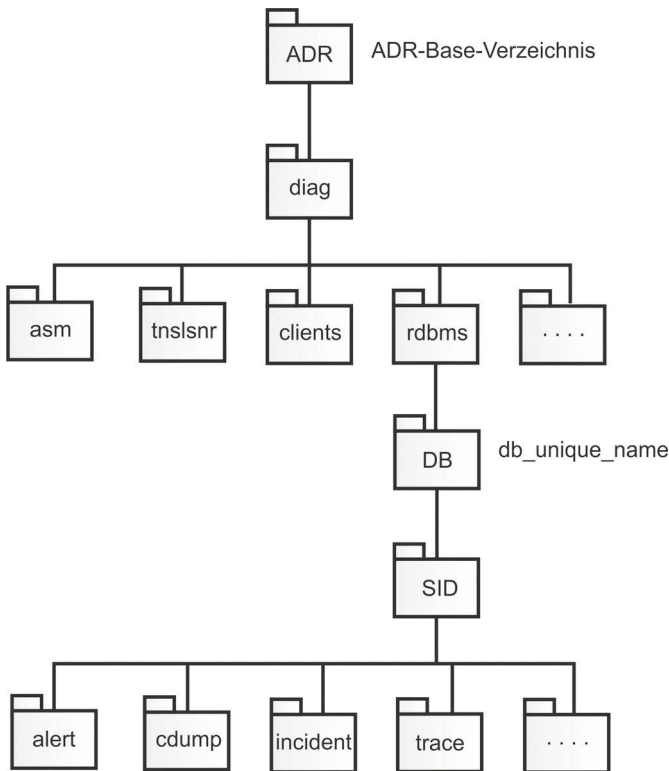 ADR
ADR-Base-Verzeichnis
diag
asm
tnslsnr
clients
rdbms
. . . .
DB
db_unique_name
SID
alert
cdump
incident
trace
. . . .